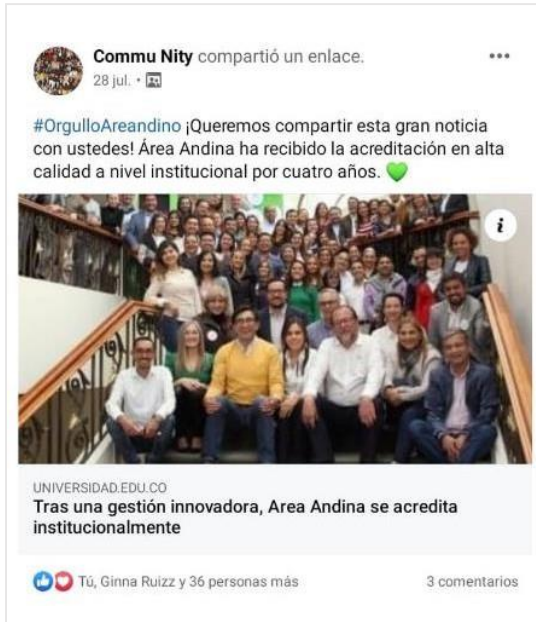 Commu Nity compartió un enlace.
28 jul.
#OrgulloAreandino ¡Queremos compartir esta gran noticia
con ustedes! Área Andina ha recibido la acreditación en alta
calidad a nivel institucional por cuatro años. 💚
i
UNIVERSIDAD.EDU.CO
Tras una gestión innovadora, Area Andina se acredita
institucionalmente
Tú, Ginna Ruizz y 36 personas más 3 comentarios